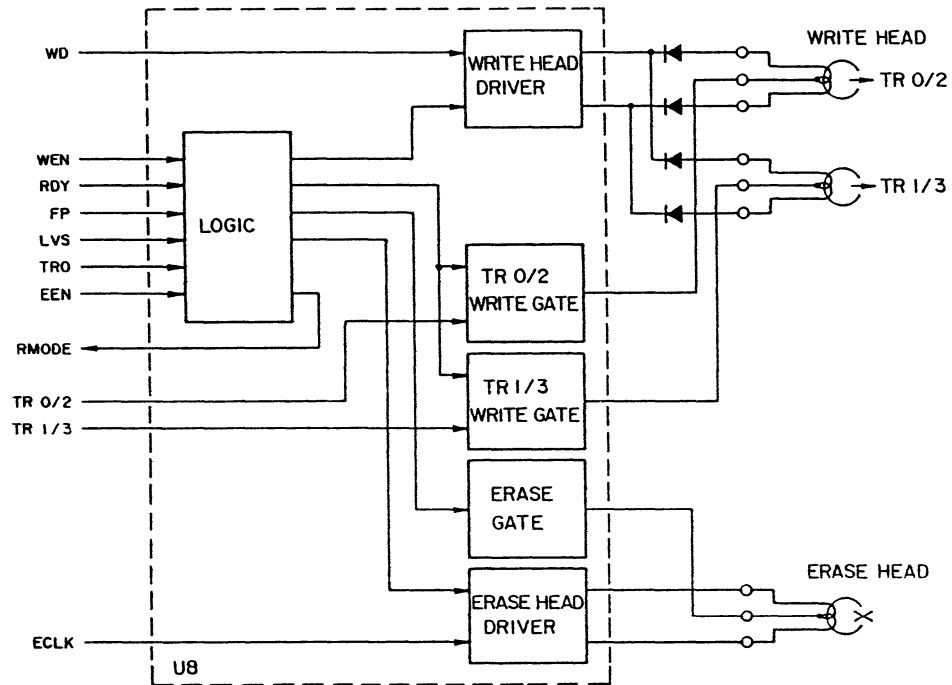 WD
WEN
RDY
FP
LVS
TRO
EEN
RMODE
TR 0/2
TR 1/3
ECLK
LOGIC
U8
WRITE HEAD
DRIVER
TR 0/2
WRITE GATE
TR 1/3
WRITE GATE
ERASE
GATE
ERASE HEAD
DRIVER
WRITE HEAD
TR 0/2
TR 1/3
ERASE HEAD